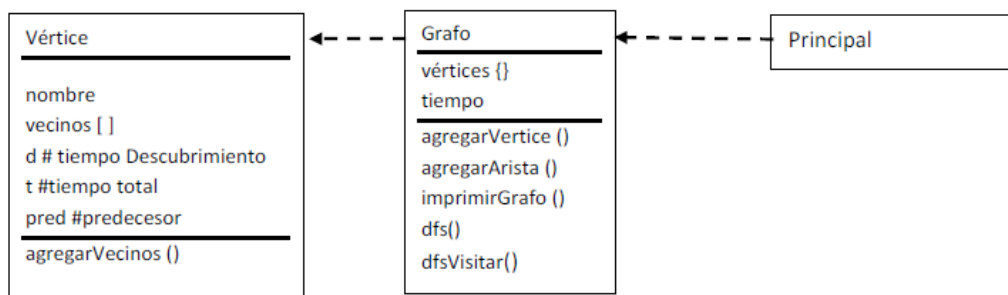 Vértice
nombre
vecinos [ ]
d # tiempo Descubrimiento
t #tiempo total
pred #predecesor
agregarVecinos ()
Grafo
vértices {}
tiempo
agregarVertice ()
agregarArista ()
imprimirGrafo ()
dfs()
dfsVisitar()
Principal